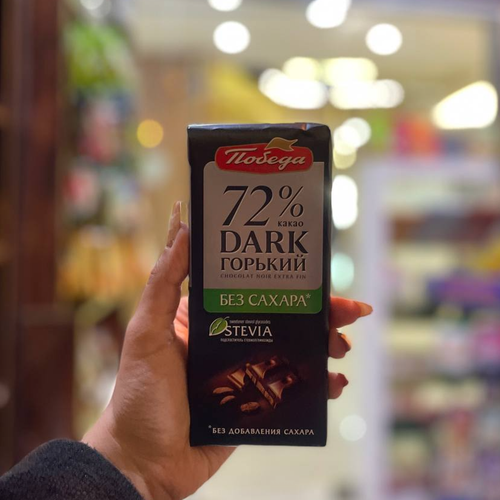 Победа
72%
какао
DARK
ГОРЬКИЙ
CHOCOLAT NOIR EXTRA FIN
БЕЗ САХАРА*
STEVIA
*БЕЗ ДОБАВЛЕНИЯ САХАРА